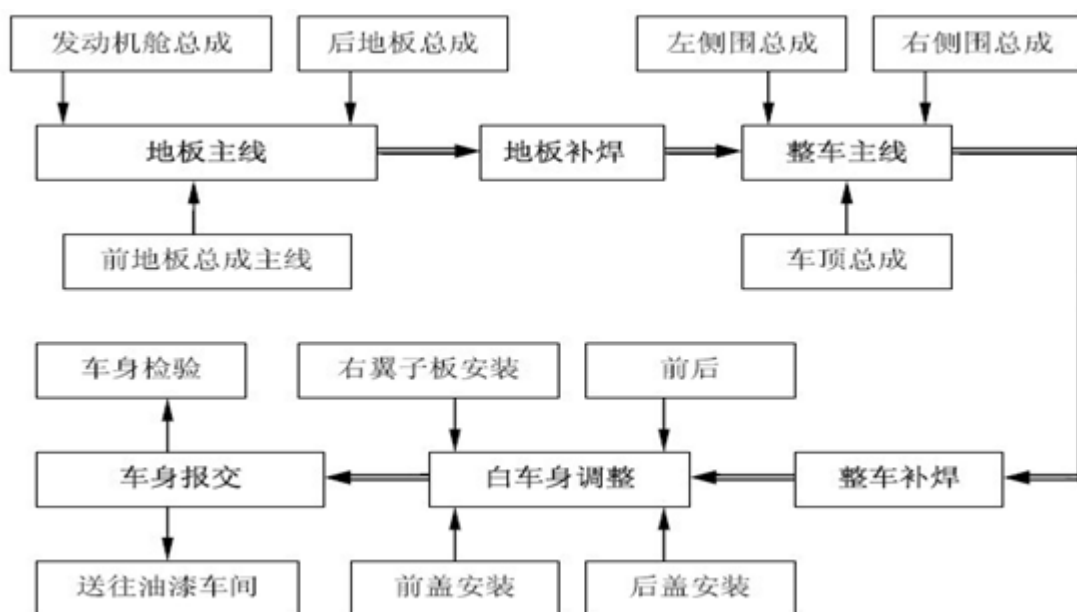 发动机舱总成
后地板总成
左侧围总成
右侧围总成
地板主线
地板补焊
整车主线
前地板总成主线
车顶总成
车身检验
右翼子板安装
前后
车身报交
白车身调整
整车补焊
送往油漆车间
前盖安装
后盖安装